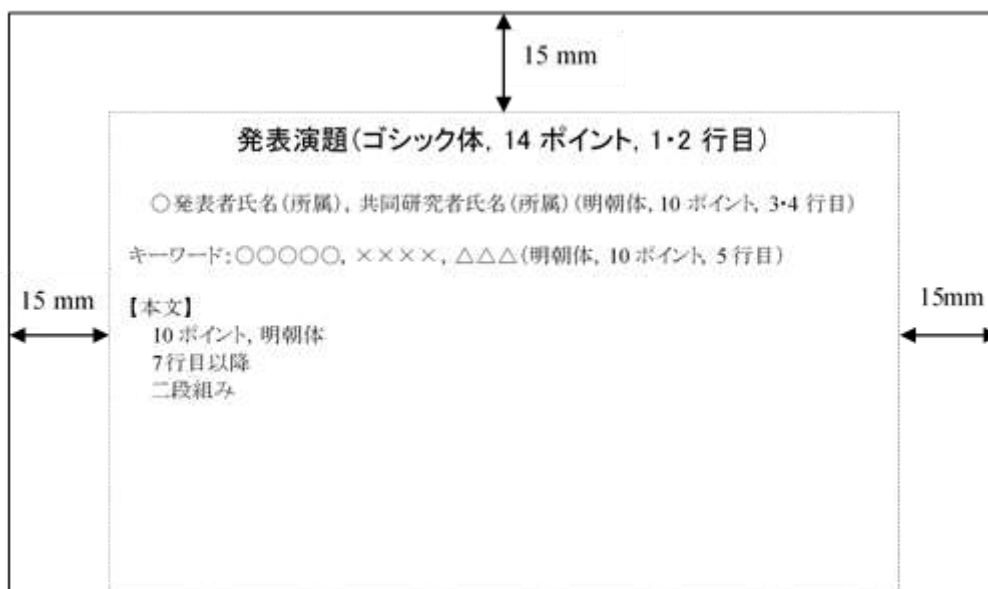 15 mm
発表演題(ゴシック体, 14 ポイント, 1・2 行目)
○発表者氏名(所属), 共同研究者氏名(所属)(明朝体, 10 ポイント, 3・4 行目)
キーワード:○○○○○, ××××, △△△(明朝体, 10 ポイント, 5 行目)
15 mm
15mm
【本文】
10 ポイント, 明朝体
7行目以降
二段組み